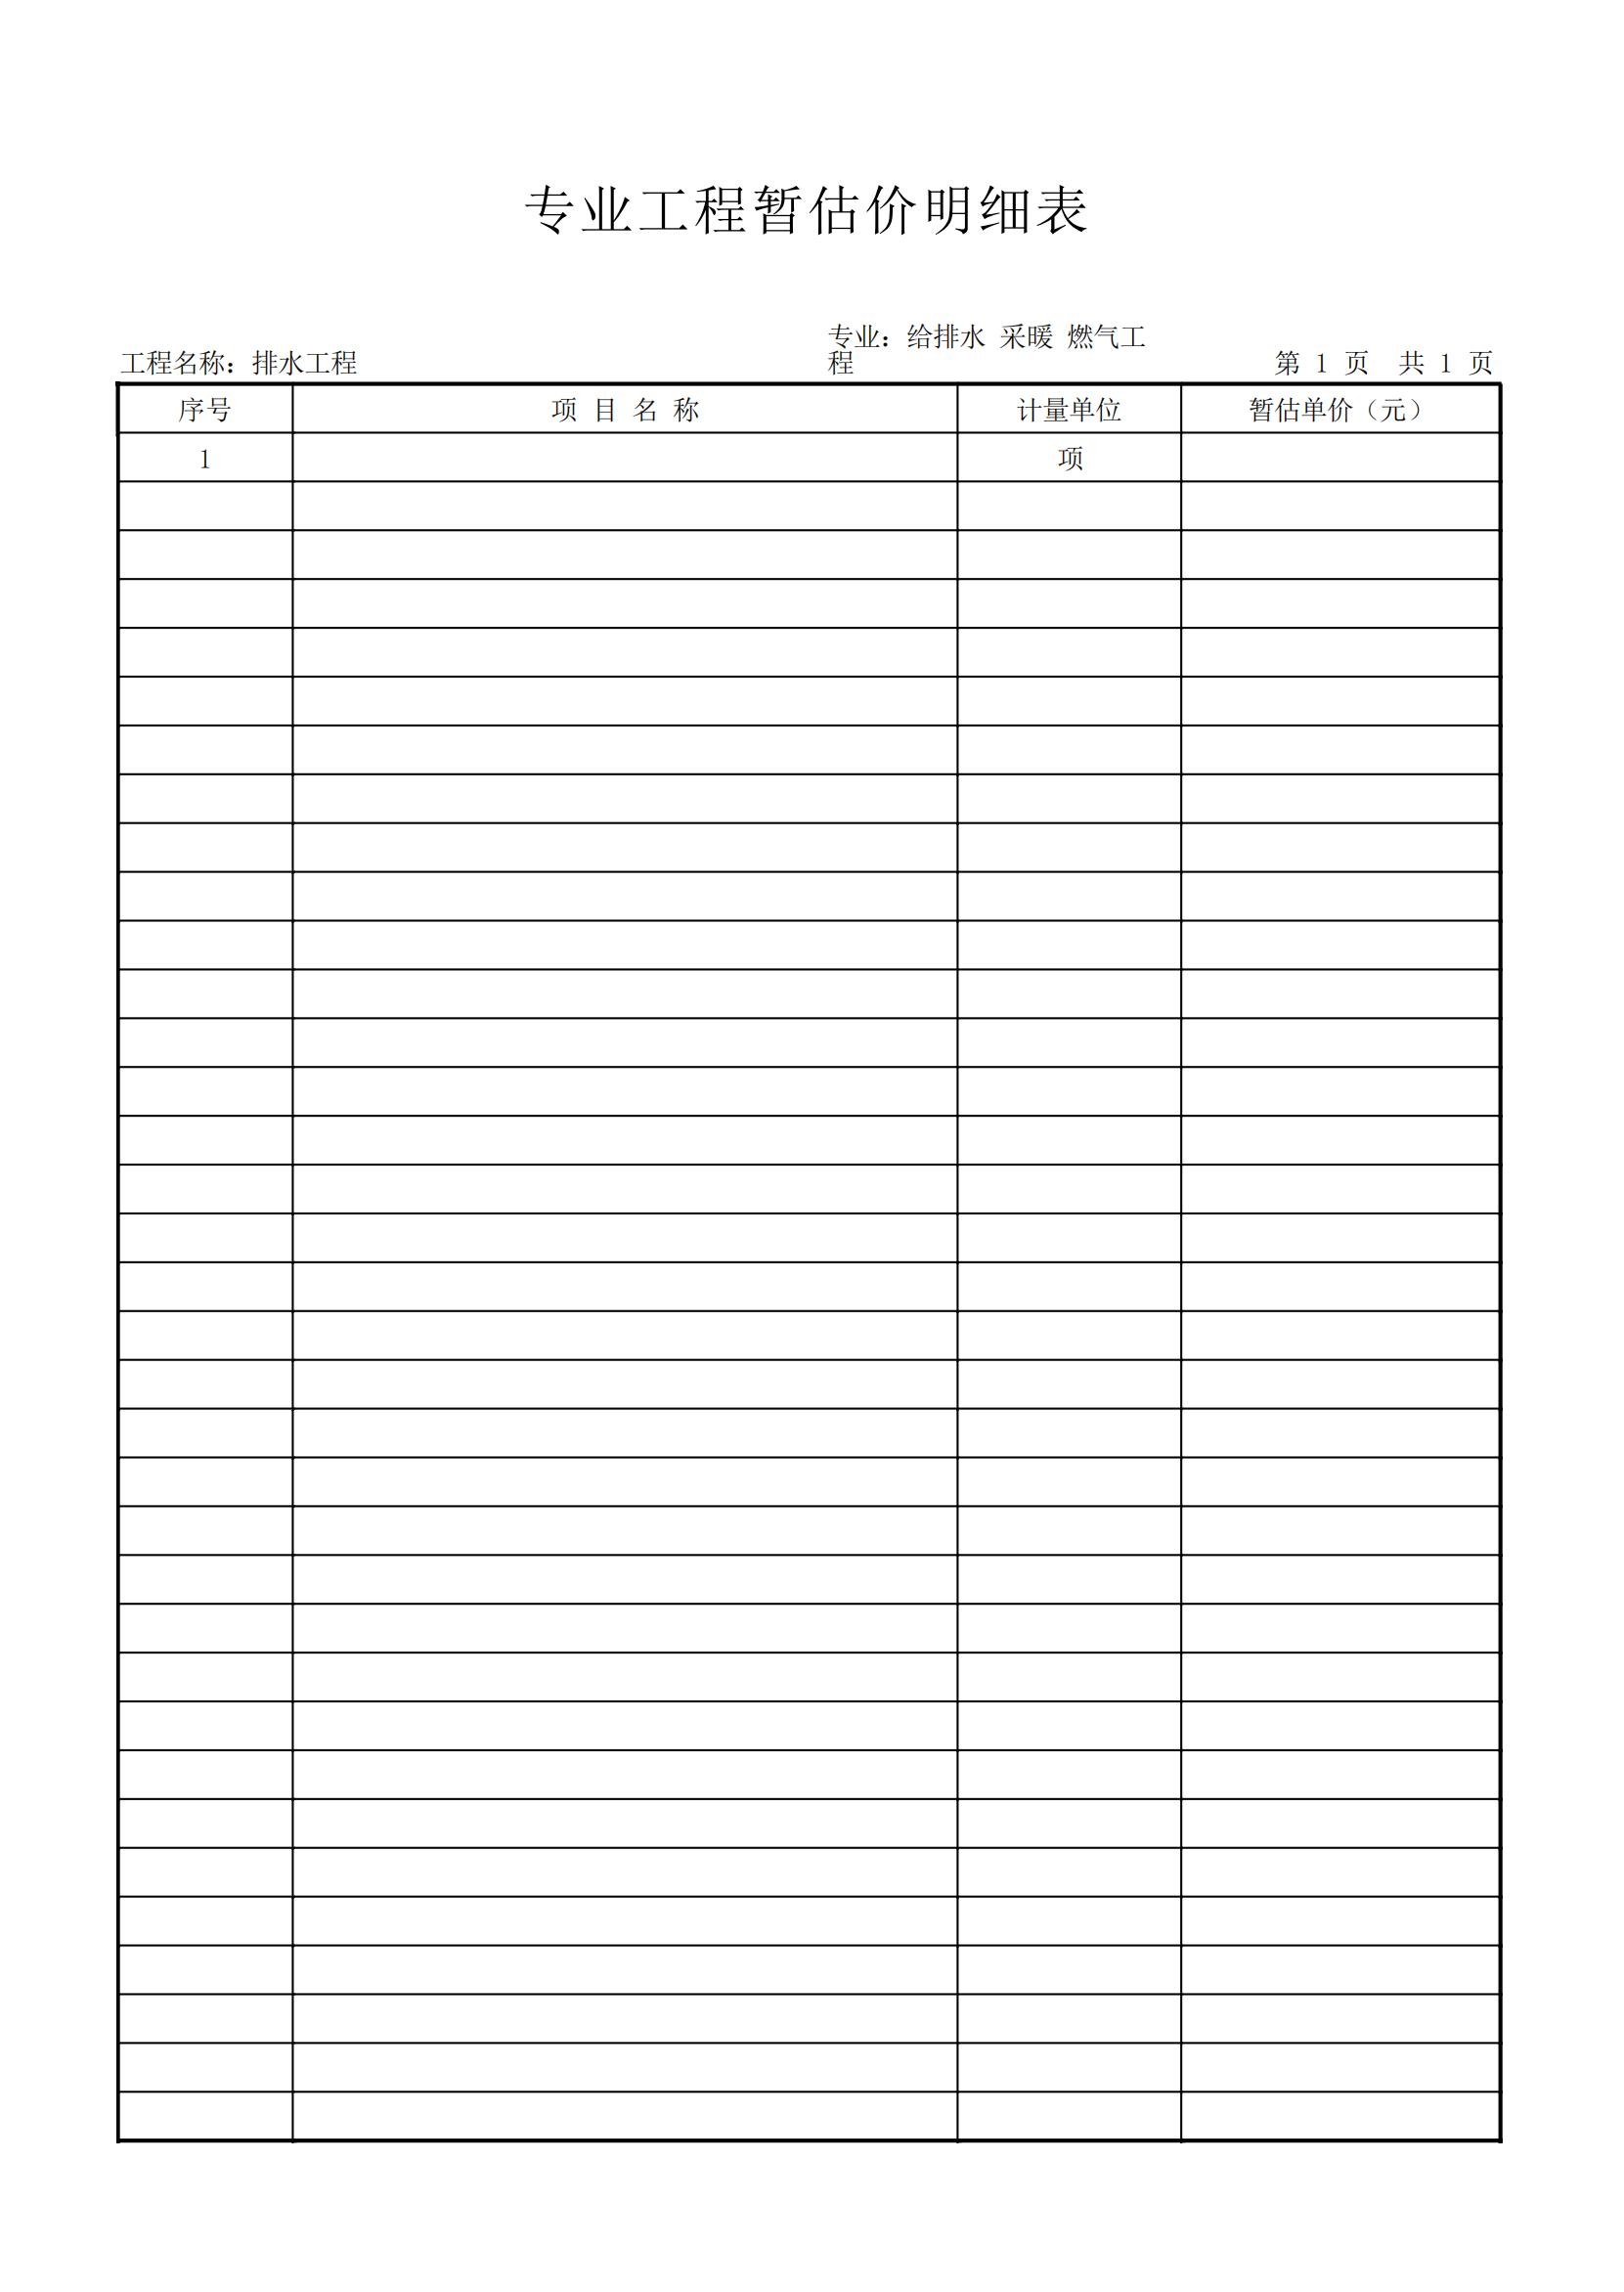 专业工程暂估价明细表
专业：给排水 采暖 燃气工
工程名称：排水工程 程 第 1 页 共 1 页
序号 项 目 名 称 计量单位 暂估单价（元）
1 项